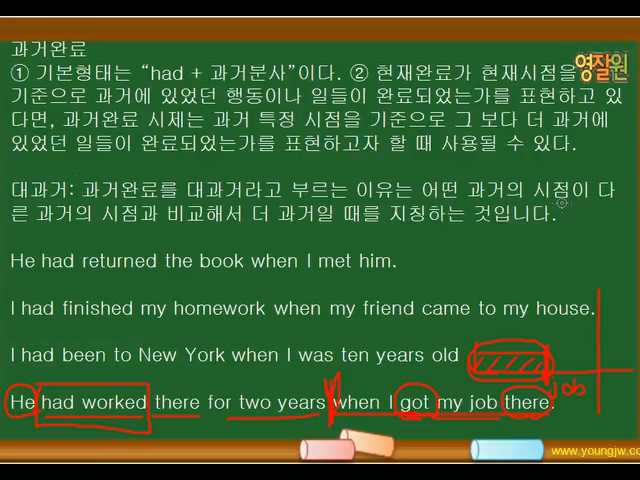 과거완료
① 기본형태는 “had + 과거분사”이다. ② 현재완료가 현재시점을
기준으로 과거에 있었던 행동이나 일들이 완료되었는가를 표현하고 있
다면, 과거완료 시제는 과거 특정 시점을 기준으로 그 보다 더 과거에
있었던 일들이 완료되었는가를 표현하고자 할 때 사용될 수 있다.
대과거: 과거완료를 대과거라고 부르는 이유는 어떤 과거의 시점이 다
른 과거의 시점과 비교해서 더 과거일 때를 지칭하는 것입니다.
He had returned the book when I met him.
I had finished my homework when my friend came to my house.
I had been to New York when I was ten years old
He had worked there for two years when I got my job there.
job
영잘원
www.youngjw.co